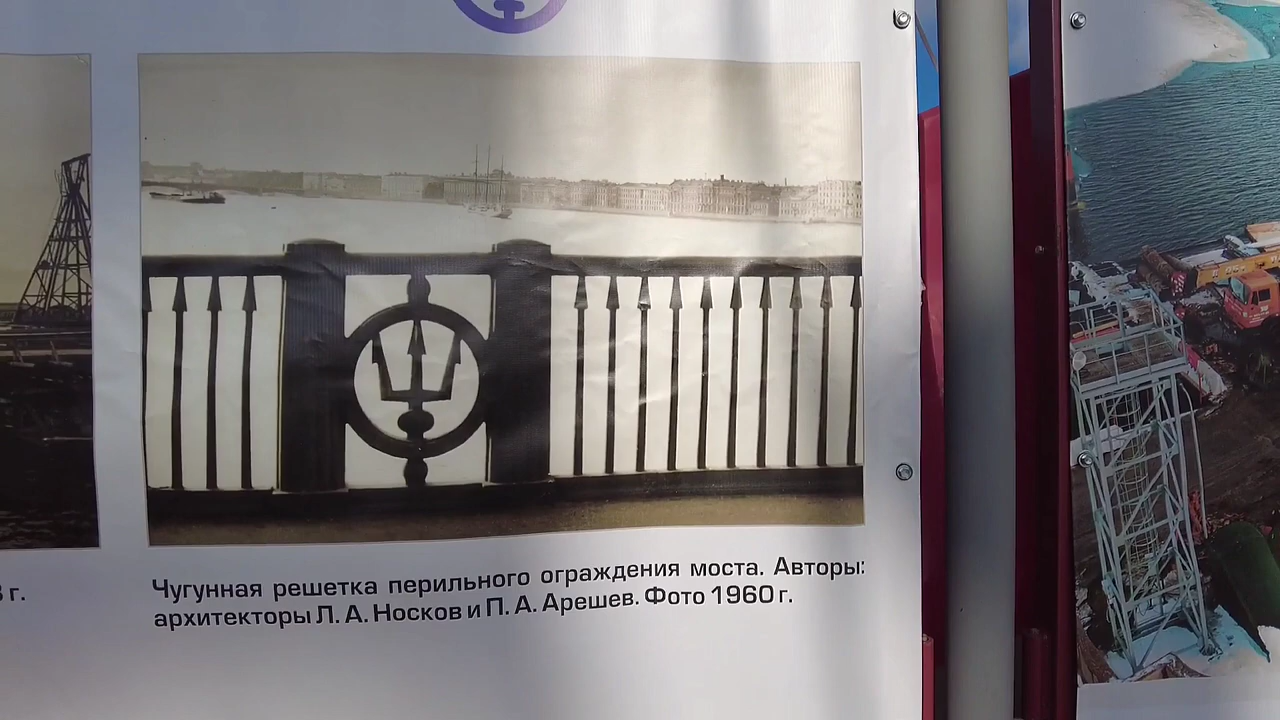 г.
Чугунная решетка перильного ограждения моста. Авторы:
архитекторы Л. А. Носков и П. А. Арешев. Фото 1960 г.